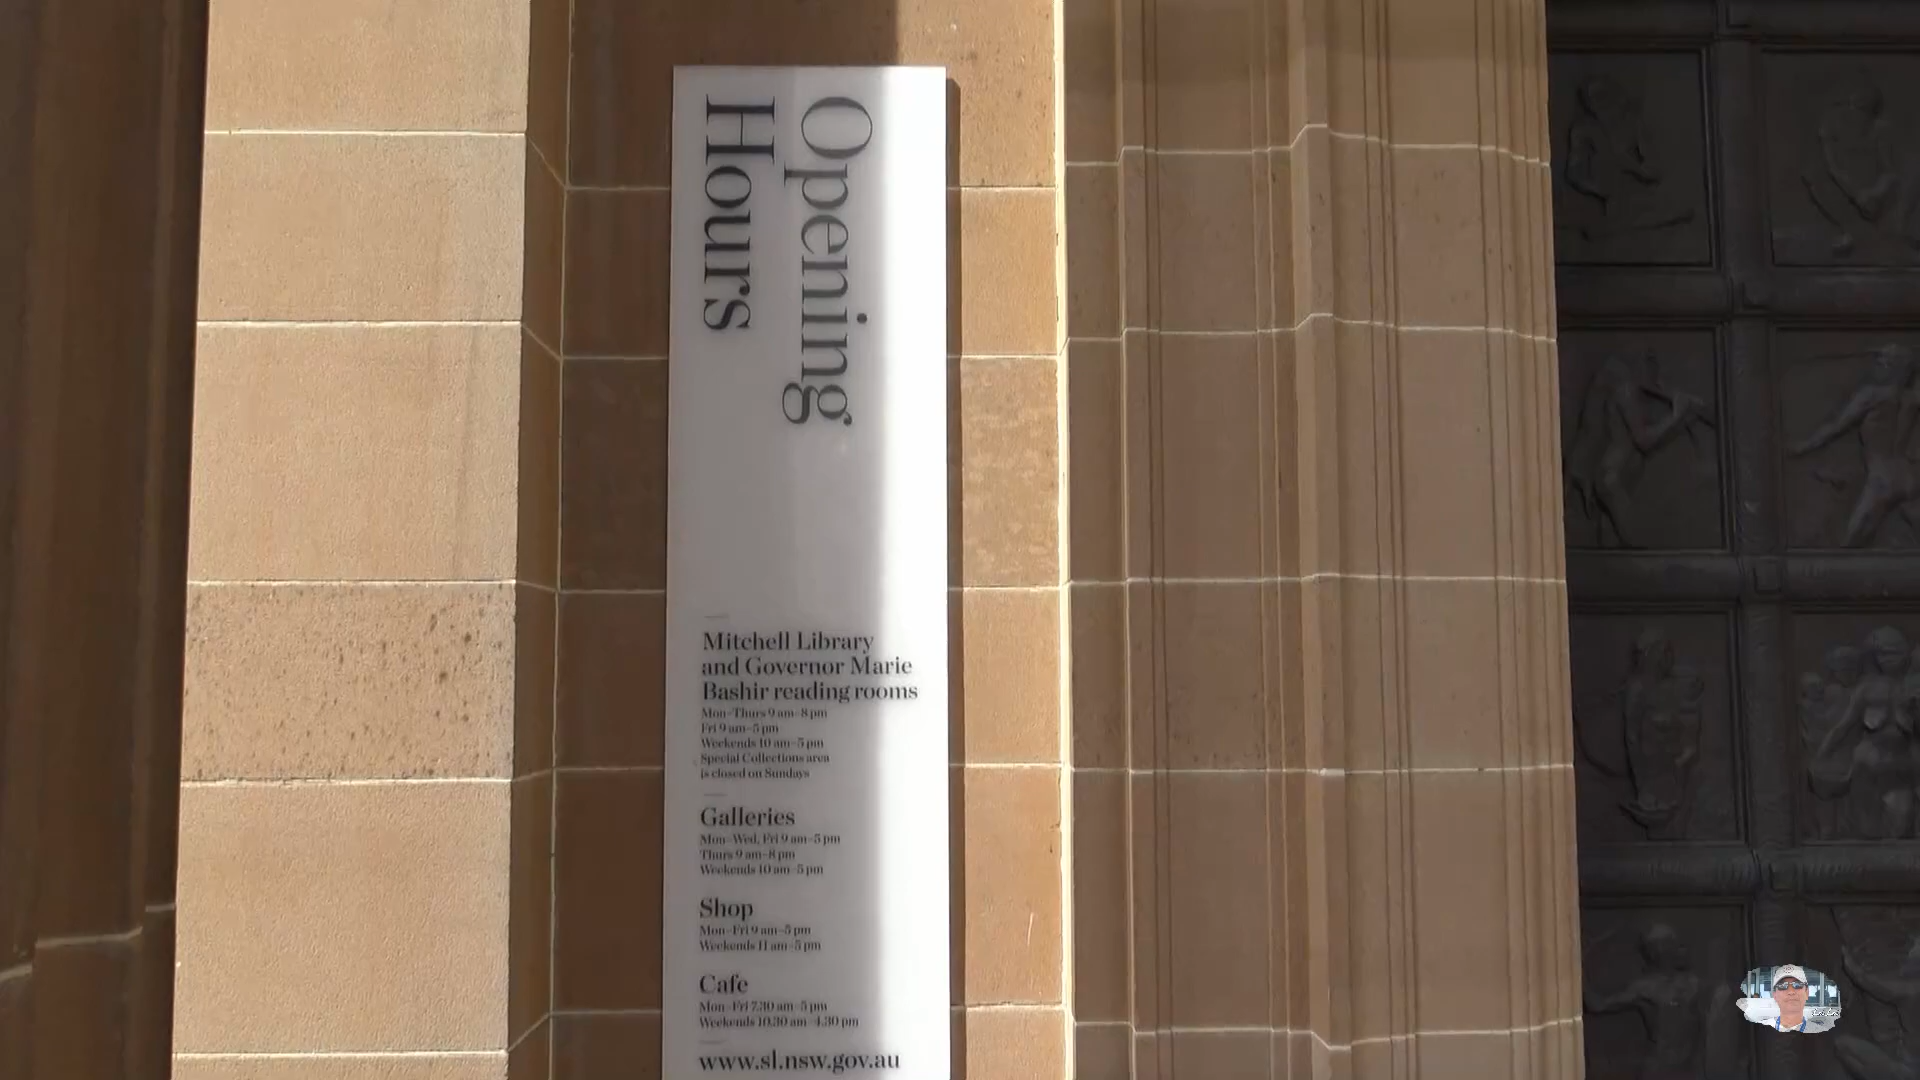 Opening
Hours
Mitchell Library
and Governor Marie
Bashir reading rooms
Mon–Thurs 9 am–8 pm
Fri 9 am–5 pm
Weekends 10 am–5 pm
Special Collections area
is closed on Sundays
Galleries
Mon–Wed, Fri 9 am–5 pm
Thurs 9 am–8 pm
Weekends 10 am–5 pm
Shop
Mon–Fri 9 am–5 pm
Weekends 11 am–5 pm
Cafe
Mon–Fri 7.30 am–5 pm
Weekends 10.30 am–4.30 pm
www.sl.nsw.gov.au